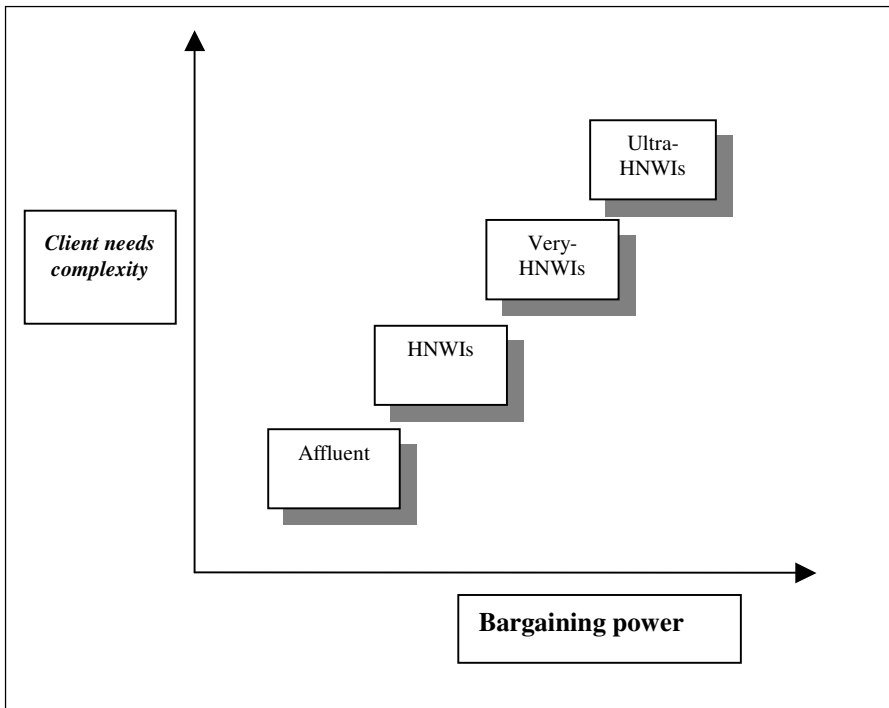 Ultra-
HNWIs
Very-
HNWIs
Client needs
complexity
HNWIs
Affluent
Bargaining power